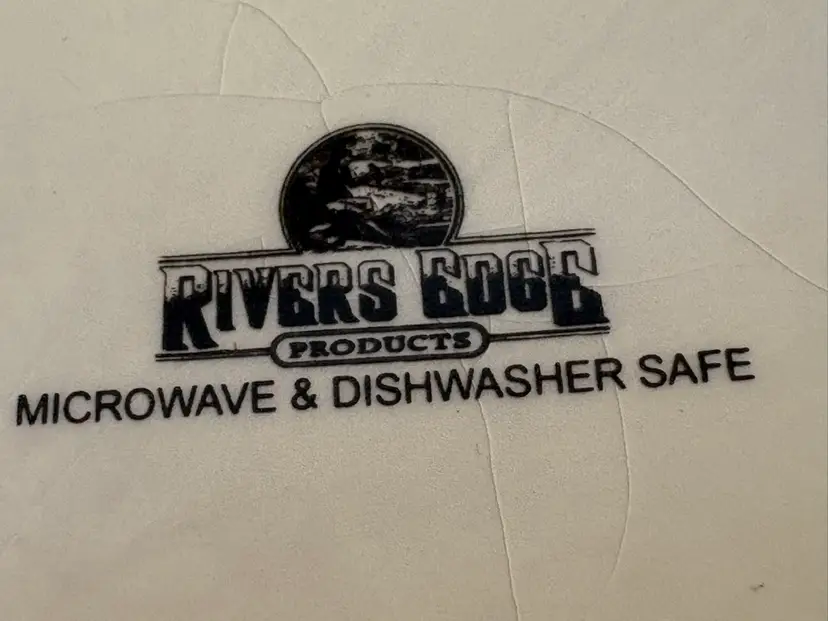 RIVERS EDGE
PRODUCTS
MICROWAVE & DISHWASHER SAFE